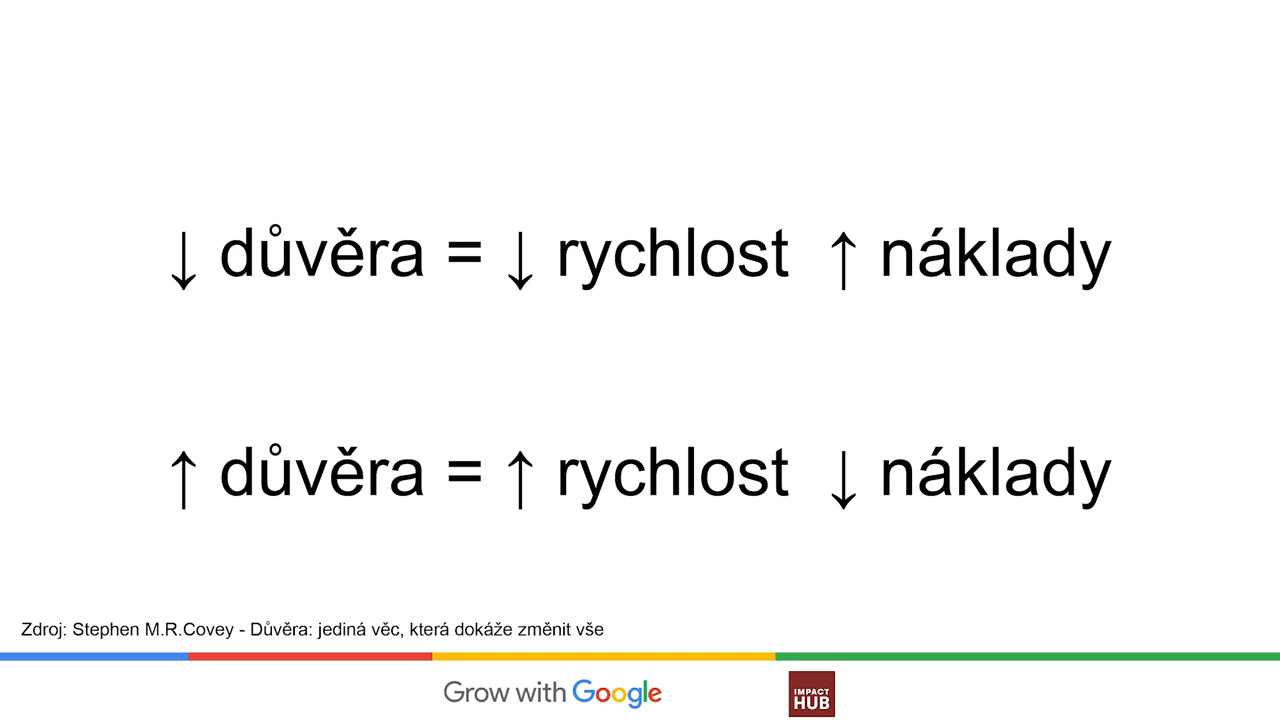 ↓ důvěra = ↓ rychlost ↑ náklady
↑ důvěra = ↑ rychlost ↓ náklady
Zdroj: Stephen M.R.Covey - Důvěra: jediná věc, která dokáže změnit vše
Grow with Google
IMPACT
HUB